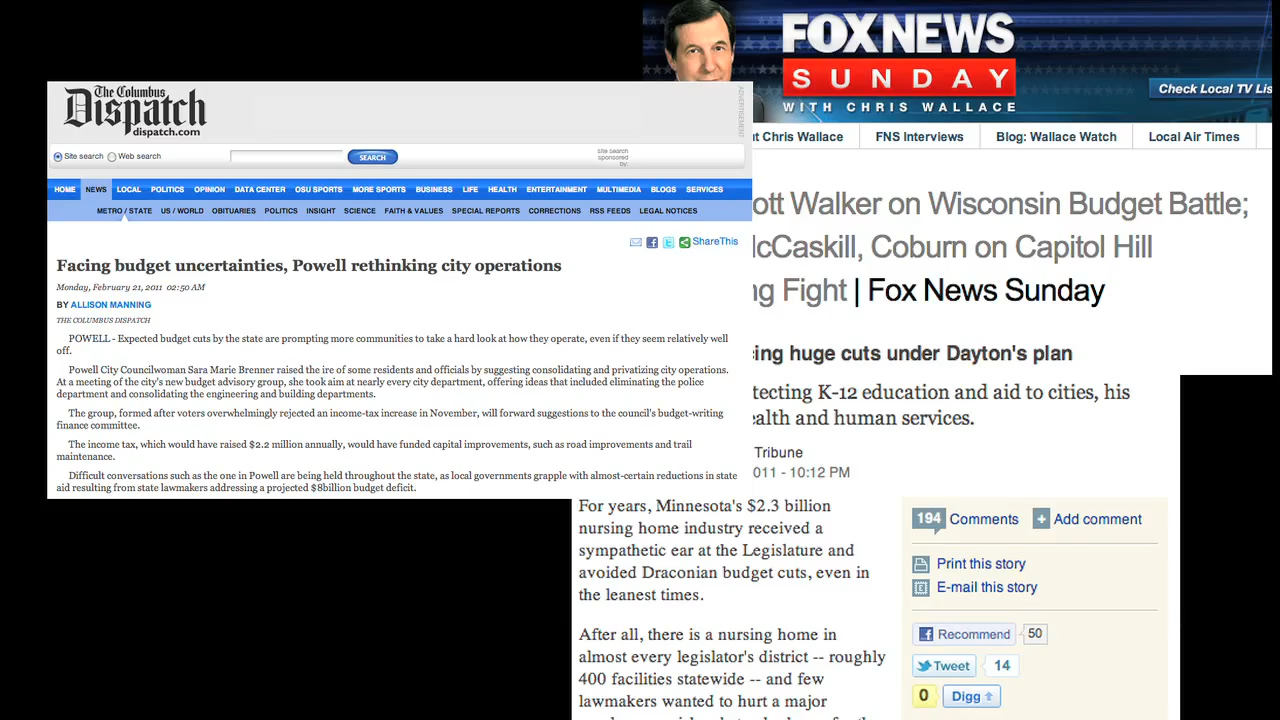 The Columbus
Dispatch
dispatch.com
ADVERTISEMENT
Site search Web search
SEARCH
site search
sponsored
by:
HOME NEWS LOCAL POLITICS OPINION DATA CENTER OSU SPORTS MORE SPORTS BUSINESS LIFE HEALTH ENTERTAINMENT MULTIMEDIA BLOGS SERVICES
METRO / STATE US / WORLD OBITUARIES POLITICS INSIGHT SCIENCE FAITH & VALUES SPECIAL REPORTS CORRECTIONS RSS FEEDS LEGAL NOTICES
ShareThis
Facing budget uncertainties, Powell rethinking city operations
Monday, February 21, 2011 02:50 AM
BY ALLISON MANNING
THE COLUMBUS DISPATCH
POWELL - Expected budget cuts by the state are prompting more communities to take a hard look at how they operate, even if they seem relatively well
off.
Powell City Councilwoman Sara Marie Brenner raised the ire of some residents and officials by suggesting consolidating and privatizing city operations.
At a meeting of the city's new budget advisory group, she took aim at nearly every city department, offering ideas that included eliminating the police
department and consolidating the engineering and building departments.
The group, formed after voters overwhelmingly rejected an income-tax increase in November, will forward suggestions to the council's budget-writing
finance committee.
The income tax, which would have raised $2.2 million annually, would have funded capital improvements, such as road improvements and trail
maintenance.
Difficult conversations such as the one in Powell are being held throughout the state, as local governments grapple with almost-certain reductions in state
aid resulting from state lawmakers addressing a projected $8billion budget deficit.
FOX NEWS
SUNDAY
WITH CHRIS WALLACE
Check Local TV Lis
t Chris Wallace FNS Interviews Blog: Wallace Watch Local Air Times
ott Walker on Wisconsin Budget Battle;
cCaskill, Coburn on Capitol Hill
ng Fight | Fox News Sunday
ing huge cuts under Dayton's plan
tecting K-12 education and aid to cities, his
ealth and human services.
Tribune
011 - 10:12 PM
For years, Minnesota's $2.3 billion
nursing home industry received a
sympathetic ear at the Legislature and
avoided Draconian budget cuts, even in
the leanest times.
After all, there is a nursing home in
almost every legislator's district -- roughly
400 facilities statewide -- and few
lawmakers wanted to hurt a major
194 Comments + Add comment
Print this story
E-mail this story
Recommend 50
Tweet 14
0 Digg